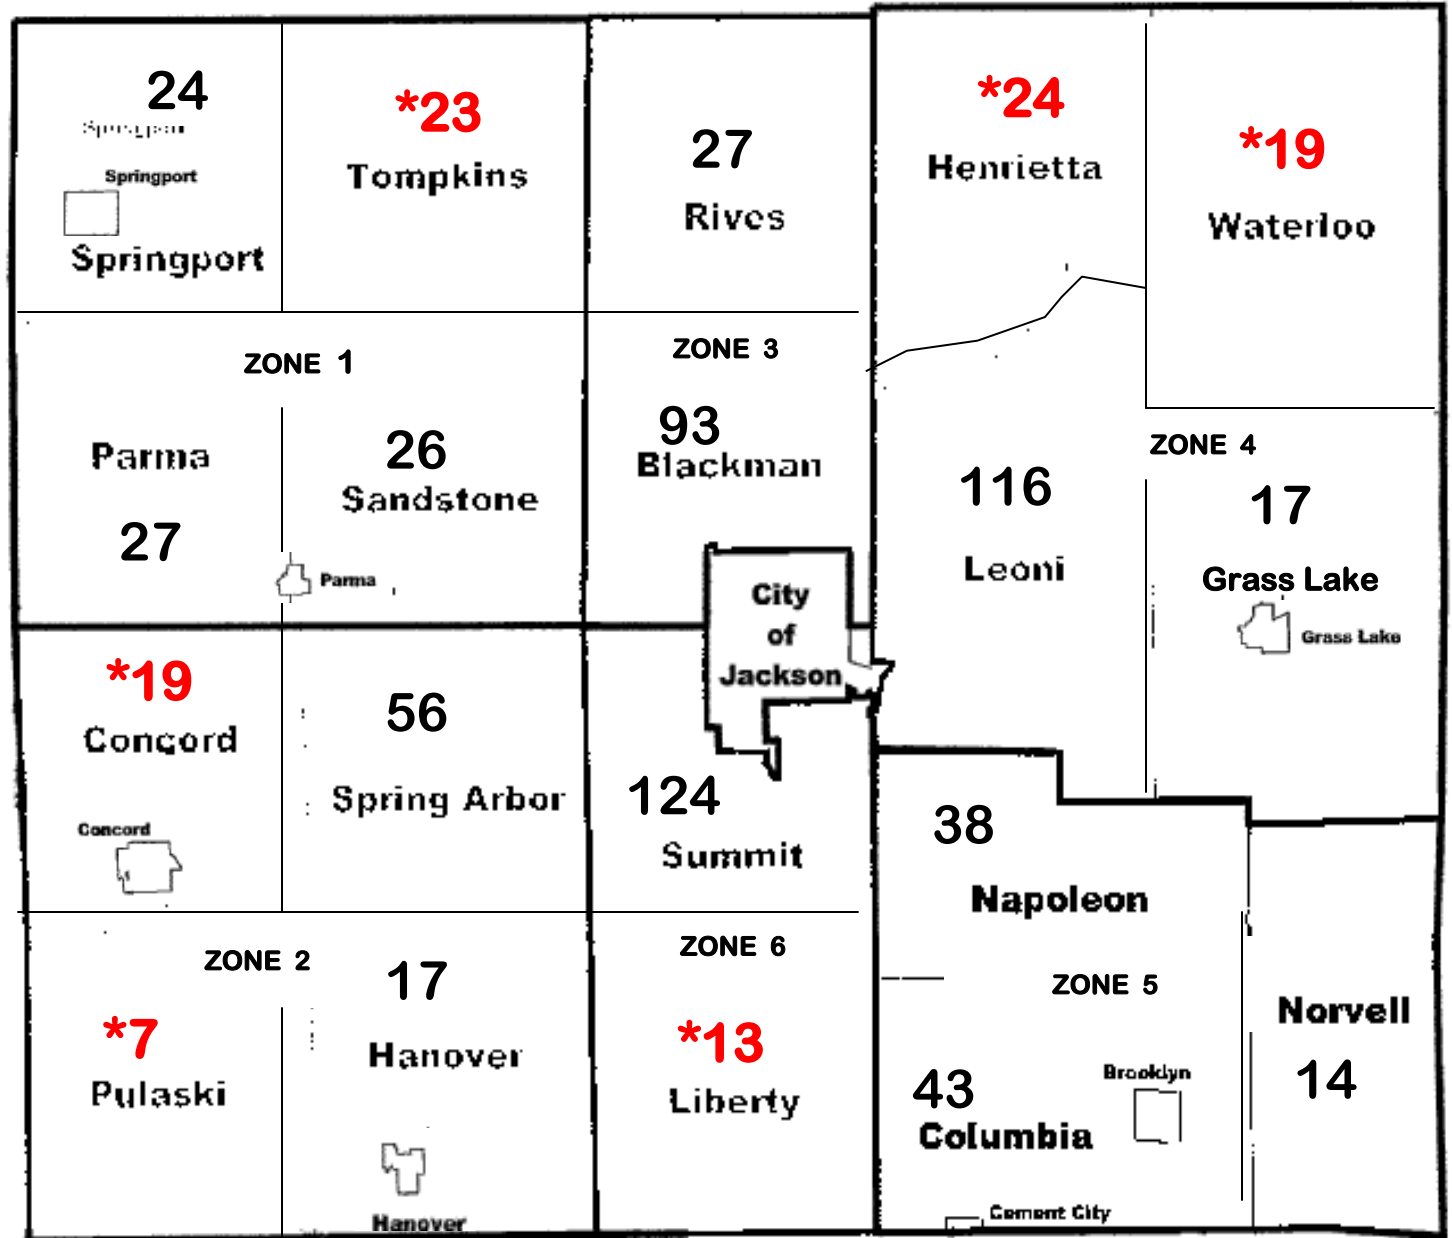 24
Springport
Springport
Springport
*23
Tompkins
27
Rives
*24
Henrietta
*19
Waterloo
ZONE 1
Parma
27
26
Sandstone
Parma
ZONE 3
93
Blackman
City
of
Jackson
ZONE 4
116
Leoni
17
Grass Lake
Grass Lake
*19
Concord
Concord
56
Spring Arbor
124
Summit
38
Napoleon
ZONE 2
*7
Pulaski
17
Hanover
Hanover
ZONE 6
*13
Liberty
ZONE 5
43
Columbia
Brooklyn
Cement City
Norvell
14